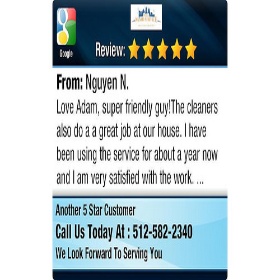 Google
Review:
From: Nguyen N.
Love Adam, super friendly guy!The cleaners
also do a a great job at our house. I have
been using the service for about a year now
and I am very satisfied with the work. ...
Another 5 Star Customer
Call Us Today At : 512-582-2340
We Look Forward To Serving You